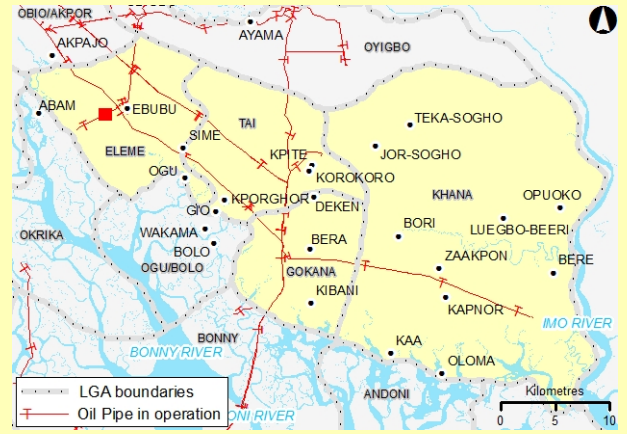 OBIO/AKPOR
AYAMA
AKPAJO
OYIGBO
ABAM
EBUBU
TAI
TEKA-SOGHO
SIME
ELEME
KPITE
JOR-SOGHO
OGU
KOROKORO
KHANA
KPORGHOR
DEKEN
OPUOKO
GIO
WAKAMA
BORI
LUEGBO-BEERI
OKRIKA
BOLO
BERA
OGU/BOLO
ZAAKPON
BERE
GOKANA
KIBANI
KAPNOR
IMO RIVER
BONNY
BONNY RIVER
KAA
OLOMA
ANDONI
LGA boundaries
Oil Pipe in operation
ONI RIVER
Kilometres
0 5 10